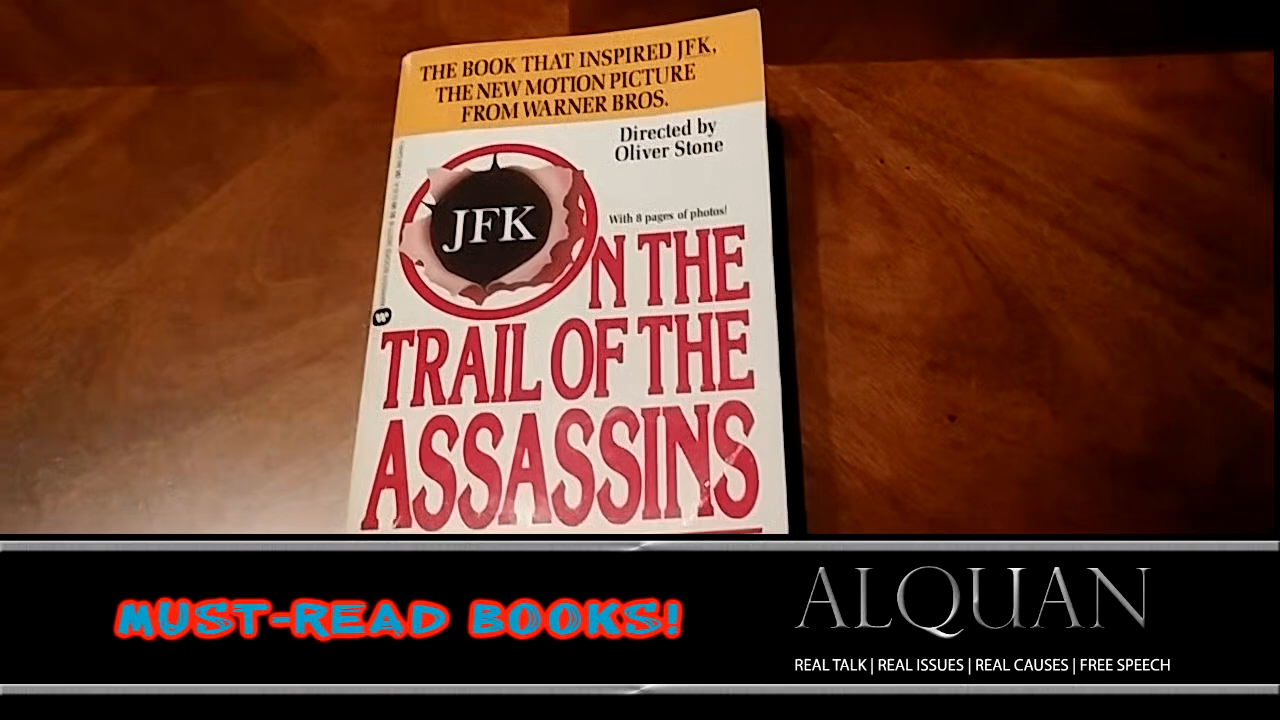 THE BOOK THAT INSPIRED JFK,
THE NEW MOTION PICTURE
FROM WARNER BROS.
Directed by
Oliver Stone
JFK
With 8 pages of photos!
ON THE
TRAIL OF THE
ASSASSINS
MUST-READ BOOKS!
ALQUAN
REAL TALK | REAL ISSUES | REAL CAUSES | FREE SPEECH